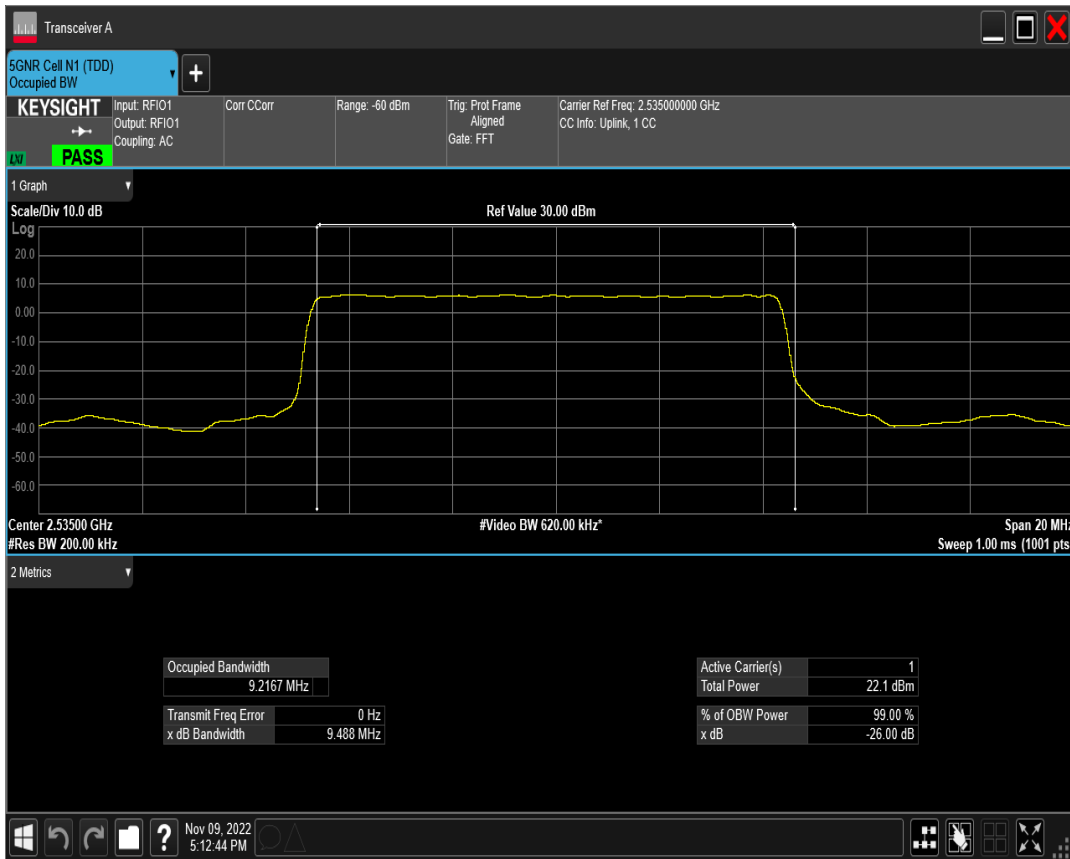 Transceiver A
5GNR Cell N1 (TDD)
Occupied BW
+
KEYSIGHT
LXI
PASS
Input: RFIO1
Output: RFIO1
Coupling: AC
Corr CCorr
Range: -60 dBm
Trig: Prot Frame
Aligned
Gate: FFT
Carrier Ref Freq: 2.535000000 GHz
CC Info: Uplink, 1 CC
1 Graph
Scale/Div 10.0 dB
Ref Value 30.00 dBm
Log
20.0
10.0
0.00
-10.0
-20.0
-30.0
-40.0
-50.0
-60.0
Center 2.53500 GHz
#Video BW 620.00 kHz*
Span 20 MHz
#Res BW 200.00 kHz
Sweep 1.00 ms (1001 pts
2 Metrics
Occupied Bandwidth
9.2167 MHz
Transmit Freq Error 0 Hz
x dB Bandwidth 9.488 MHz
Active Carrier(s) 1
Total Power 22.1 dBm
% of OBW Power 99.00 %
x dB -26.00 dB
?
Nov 09, 2022
5:12:44 PM